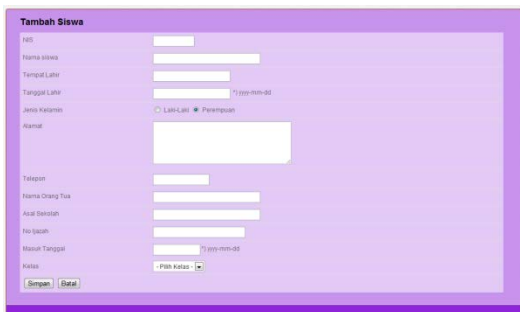 Tambah Siswa
NIS
Nama siswa
Tempat Lahir
Tanggal Lahir *) yyyy-mm-dd
Jenis Kelamin Laki-Laki Perempuan
Alamat
Telepon
Nama Orang Tua
Asal Sekolah
No Ijazah
Masuk Tanggal *) yyyy-mm-dd
Kelas - Pilih Kelas -
Simpan Batal